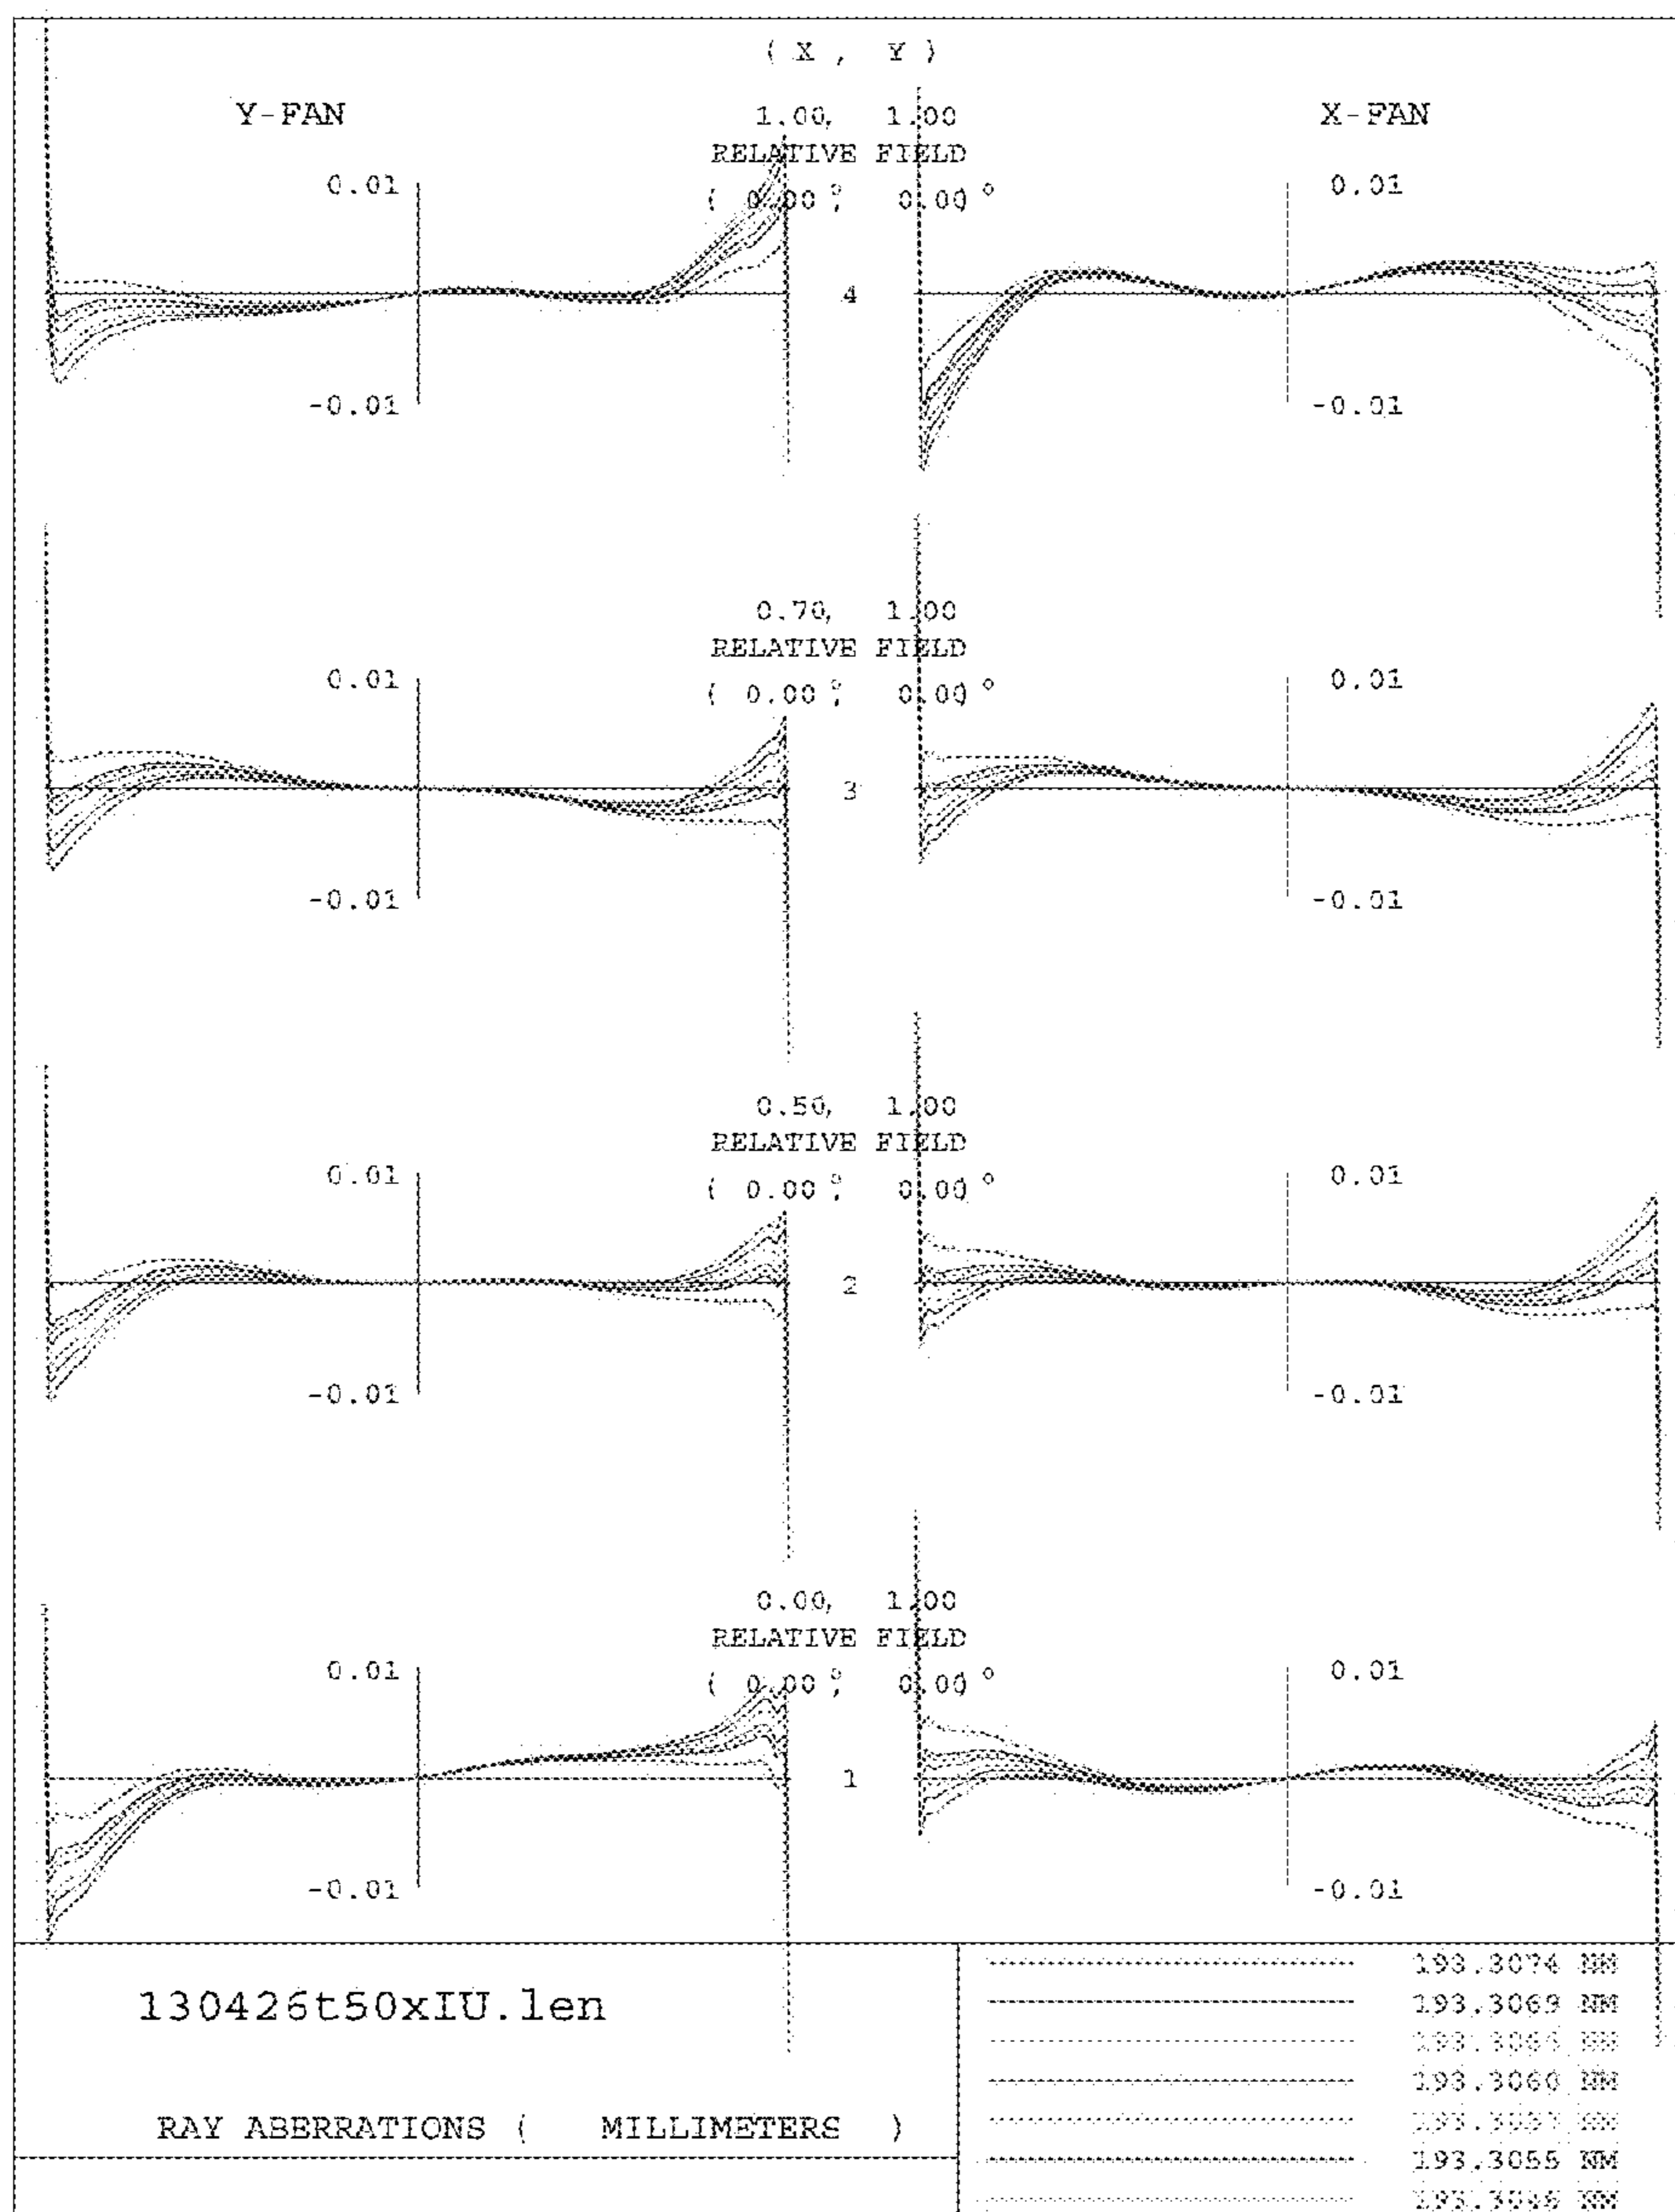 ( X , Y )
Y-FAN
1.00, 1.00
X-FAN
RELATIVE FIELD
0.01
( 0.00°, 0.00°
0.01
4
-0.01
-0.01
0.70, 1.00
RELATIVE FIELD
0.01
( 0.00°, 0.00°
0.01
3
-0.01
-0.01
0.50, 1.00
RELATIVE FIELD
0.01
( 0.00°, 0.00°
0.01
2
-0.01
-0.01
0.00, 1.00
RELATIVE FIELD
0.01
( 0.00°, 0.00°
0.01
1
-0.01
-0.01
130426t50xIU.len
RAY ABERRATIONS ( MILLIMETERS )
193.3074 NM
193.3069 NM
NM
193.3060 NM
NM
193.3055 NM
NM